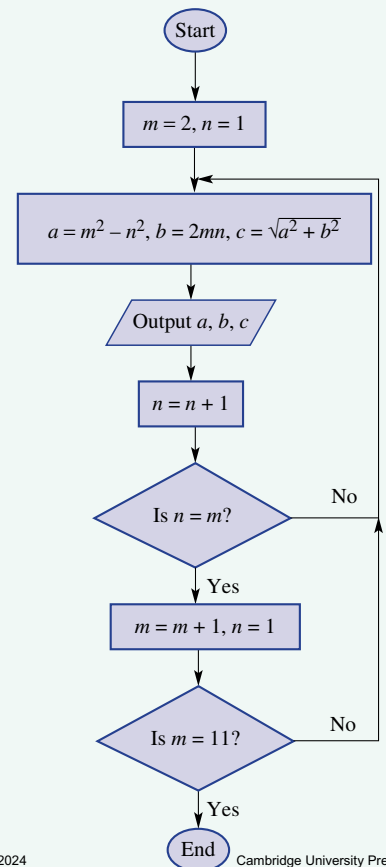 Start
m = 2, n = 1
a = m² – n², b = 2mn, c = √(a² + b²)
Output a, b, c
n = n + 1
Is n = m?
No
Yes
m = m + 1, n = 1
Is m = 11?
No
Yes
End
2024
Cambridge University Pre